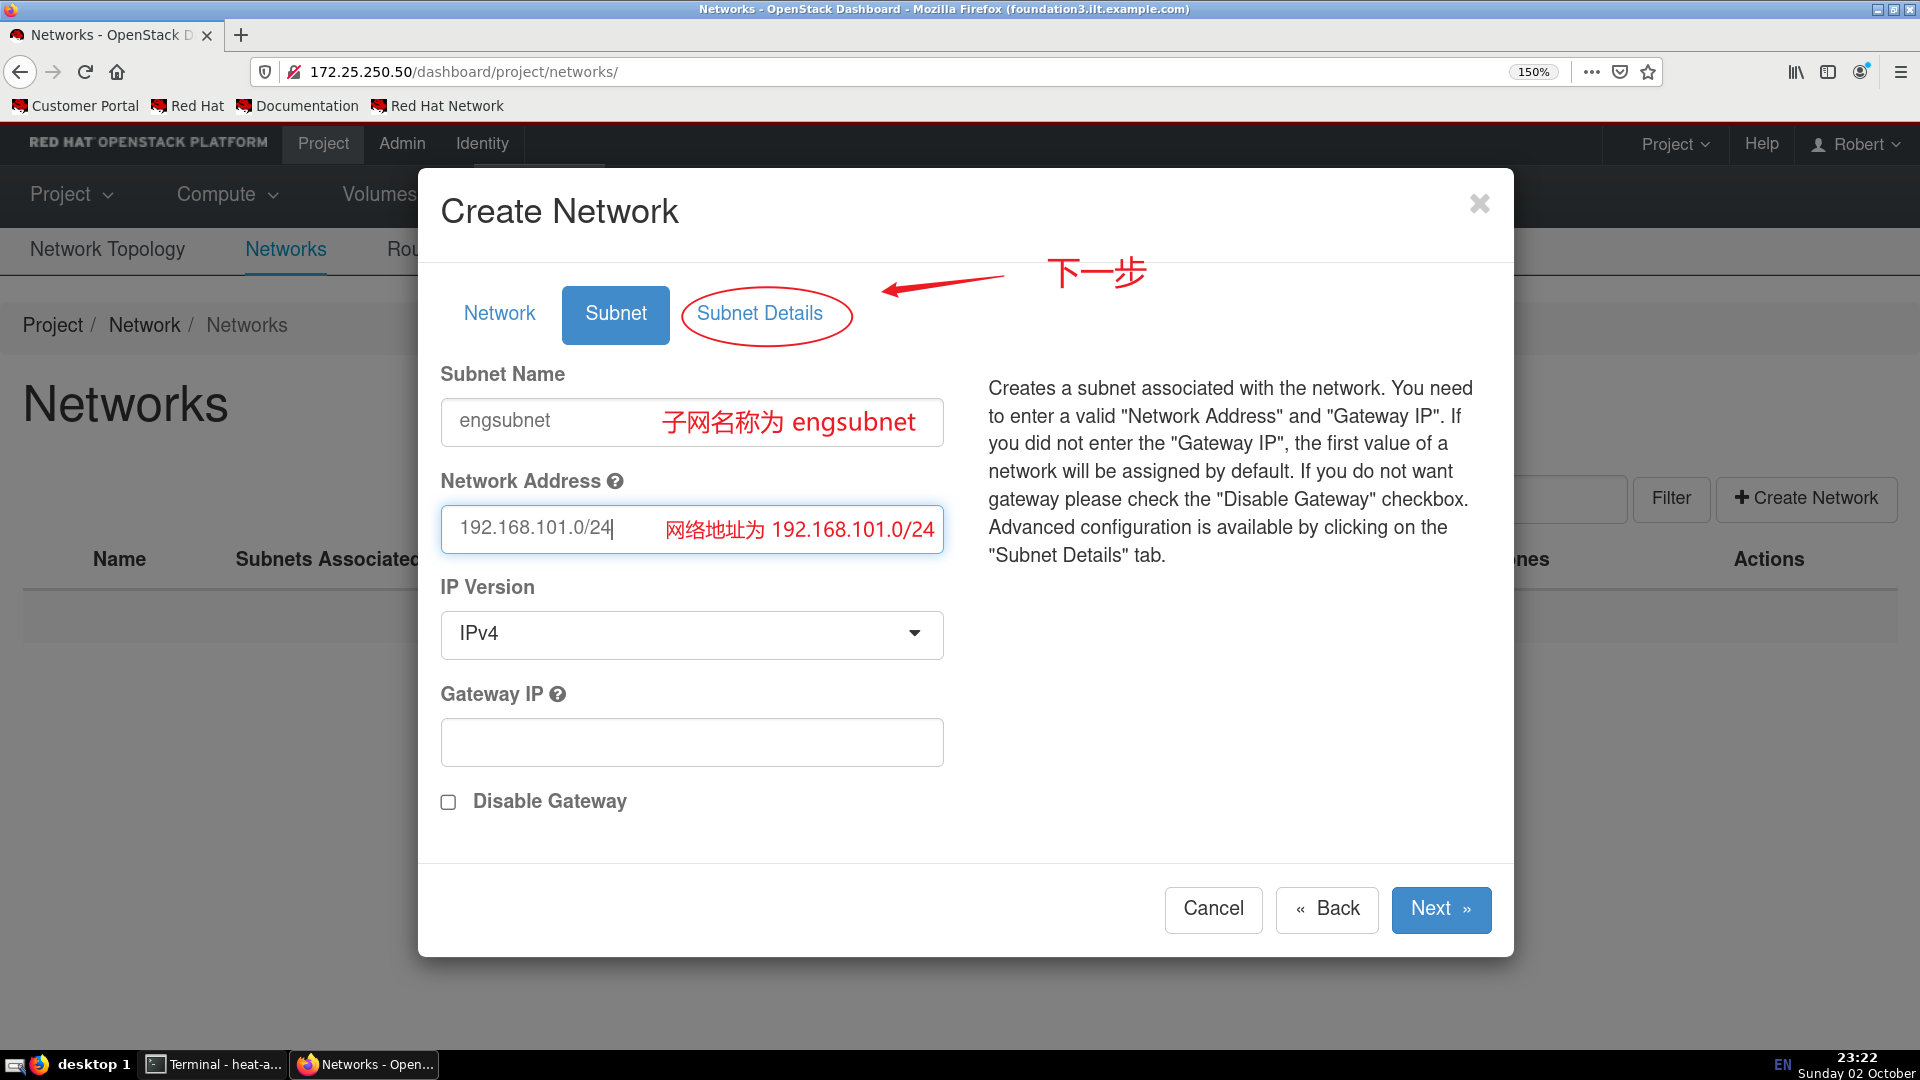 Networks - OpenStack Dashboard - Mozilla Firefox (foundation3.ilt.example.com)
Networks - OpenStack D
172.25.250.50/dashboard/project/networks/
150%
Customer Portal
Red Hat
Documentation
Red Hat Network
RED HAT OPENSTACK PLATFORM
Project
Admin
Identity
Project
Help
Robert
Project
Compute
Volumes
Network Topology
Networks
Rou
Project / Network / Networks
Networks
Filter
Create Network
Name
Subnets Associated
nes
Actions
Create Network
下一步
Network
Subnet
Subnet Details
Subnet Name
engsubnet
子网名称为 engsubnet
Network Address
192.168.101.0/24
网络地址为 192.168.101.0/24
IP Version
IPv4
Gateway IP
Disable Gateway
Creates a subnet associated with the network. You need
to enter a valid "Network Address" and "Gateway IP". If
you did not enter the "Gateway IP", the first value of a
network will be assigned by default. If you do not want
gateway please check the "Disable Gateway" checkbox.
Advanced configuration is available by clicking on the
"Subnet Details" tab.
Cancel
« Back
Next »
desktop 1
Terminal - heat-a...
Networks - Open...
EN
23:22
Sunday 02 October